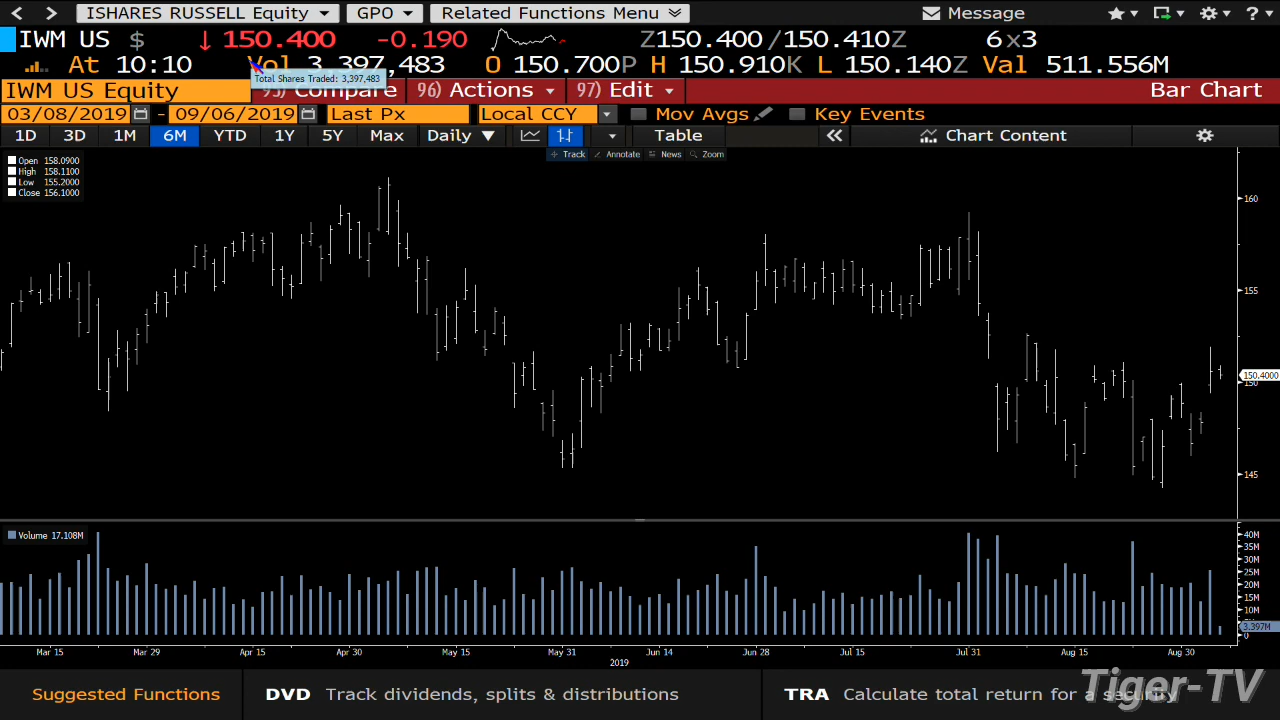 ISHARES RUSSELL Equity GPO Related Functions Menu Message ?
IWM US $ ↓ 150.400 -0.190 Z150.400/150.410Z 6x3
At 10:10 Vol 3,397,483 O 150.700P H 150.910K L 150.140Z Val 511.556M
Total Shares Traded: 3,397,483
IWM US Equity 95) Compare 96) Actions 97) Edit Bar Chart
03/08/2019 - 09/06/2019 Last Px Local CCY Mov Avgs Key Events
1D 3D 1M 6M YTD 1Y 5Y Max Daily ▼ Table « Chart Content
Track Annotate News Zoom
Open 158.0900
High 158.1100
Low 155.2000
Close 156.1000
160
155
150.4000
150
145
Volume 17.108M
40M
35M
30M
25M
20M
15M
10M
3.397M
0
Mar 15 Mar 29 Apr 15 Apr 30 May 15 May 31 Jun 14 Jun 28 Jul 15 Jul 31 Aug 15 Aug 30
2019
Suggested Functions DVD Track dividends, splits & distributions TRA Calculate total return for a security
Tiger-TV